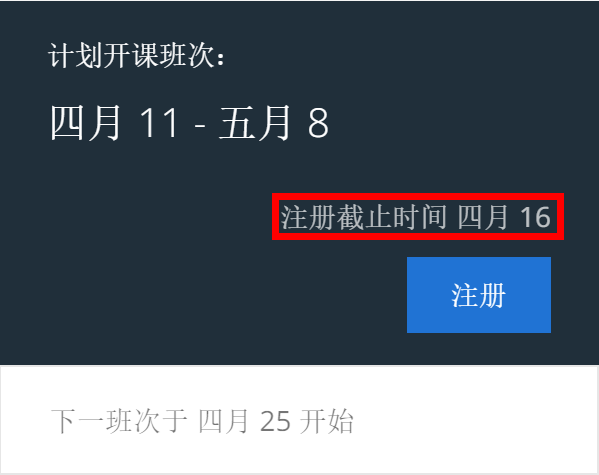 计划开课班次:
四月 11 - 五月 8
注册截止时间 四月 16
注册
下一班次于 四月 25 开始